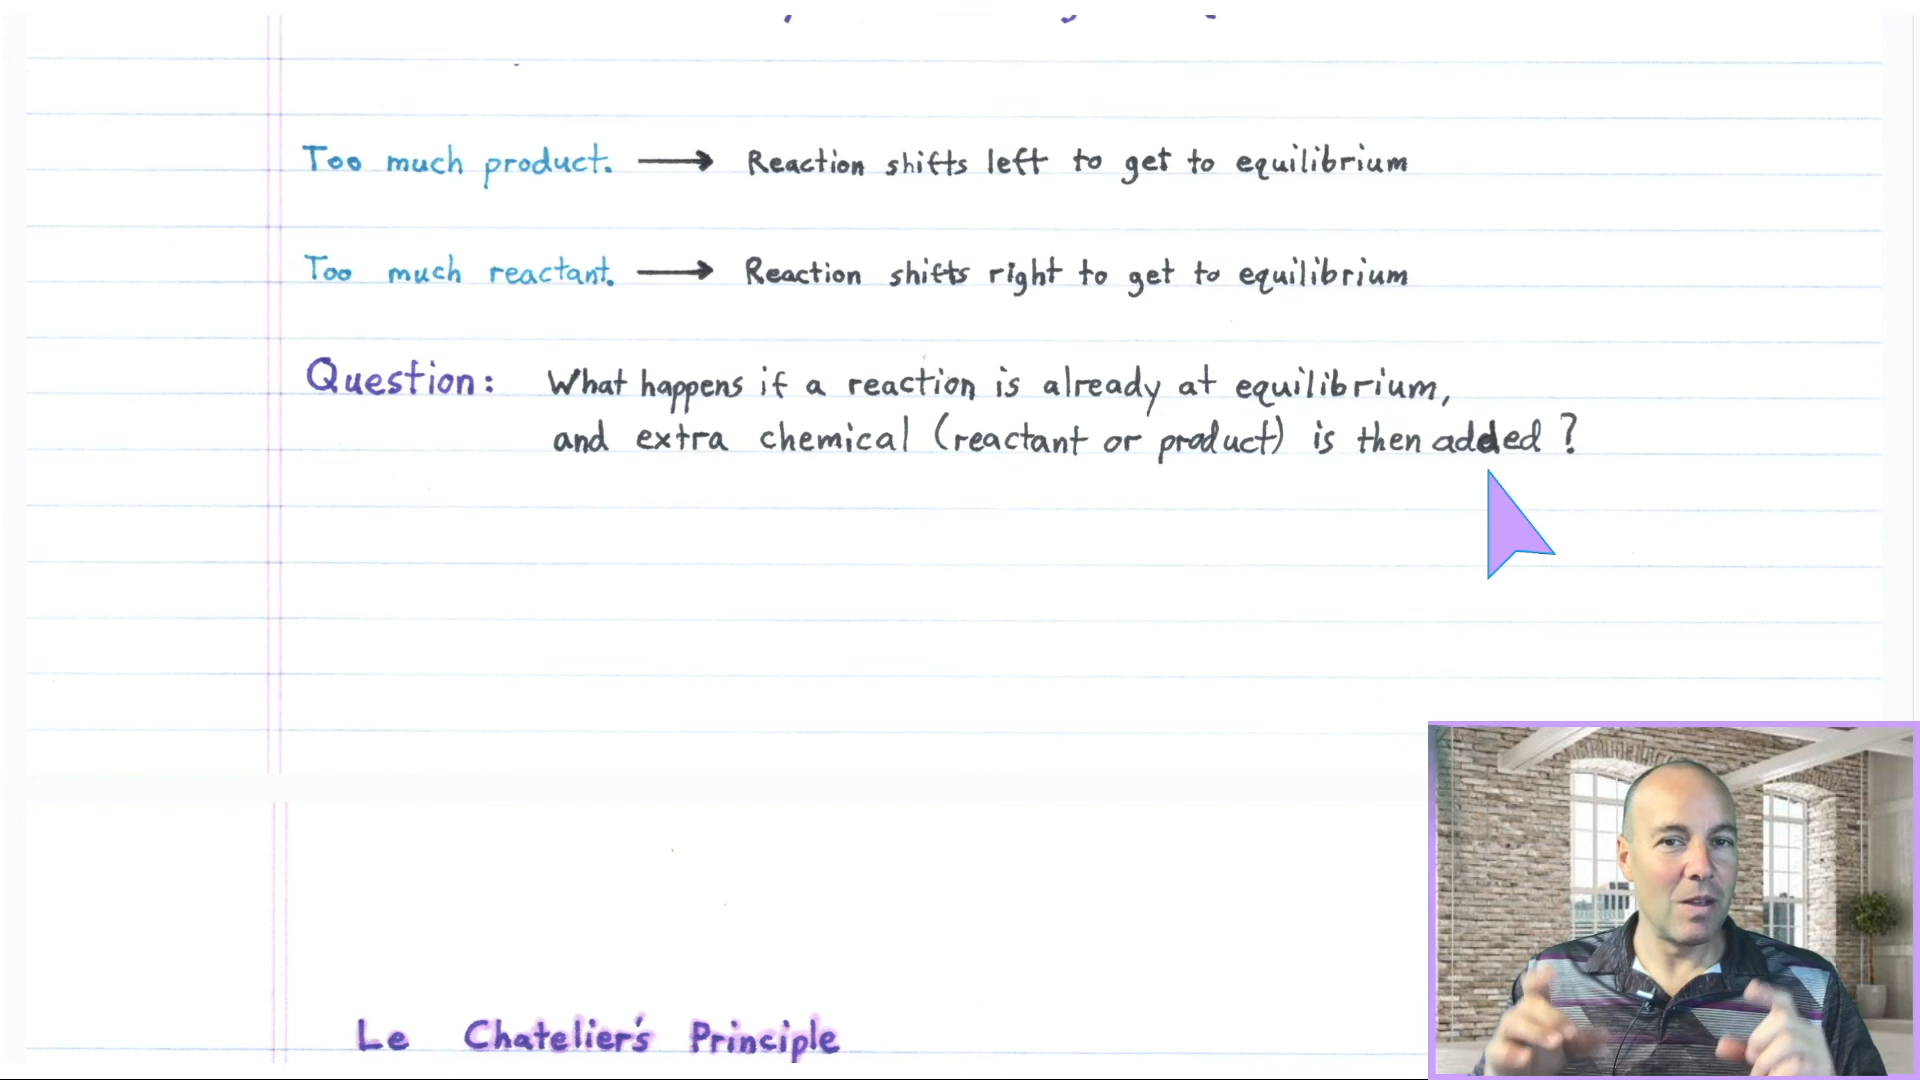 Too much product. ⟶ Reaction shifts left to get to equilibrium
Too much reactant. ⟶ Reaction shifts right to get to equilibrium
Question: What happens if a reaction is already at equilibrium,
and extra chemical (reactant or product) is then added?
Le Chatelier's Principle